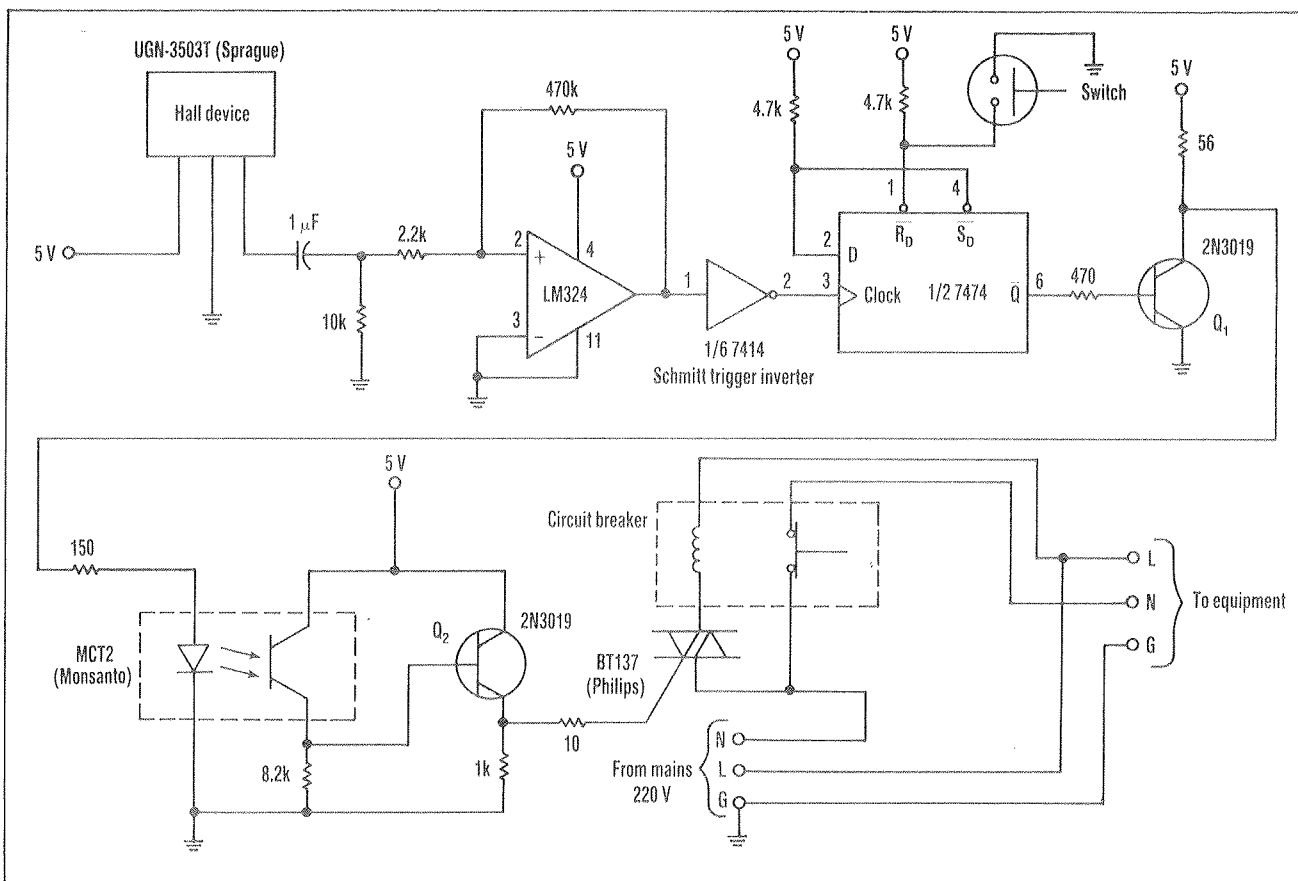 UGN-3503T (Sprague)
Hall device
5 V
1 μF
10k
2.2k
470k
5 V
2
+
4
LM324
3
−
11
1
2
1/6 7414
Schmitt trigger inverter
5 V
4.7k
5 V
4.7k
Switch
1
4
R̅D
S̅D
2
D
3
Clock
1/2 7474
Q̅
6
470
5 V
56
2N3019
Q1
150
MCT2
(Monsanto)
5 V
Q2
2N3019
8.2k
1k
10
Circuit breaker
BT137
(Philips)
From mains
220 V
N
L
G
L
N
G
To equipment